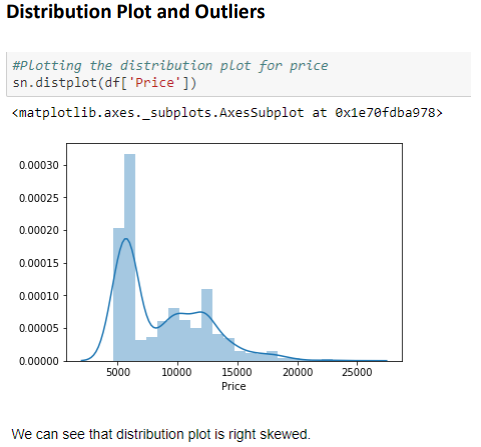 Distribution Plot and Outliers
#Plotting the distribution plot for price
sn.distplot(df['Price'])
<matplotlib.axes._subplots.AxesSubplot at 0x1e70fdba978>
0.00030
0.00025
0.00020
0.00015
0.00010
0.00005
0.00000
5000 10000 15000 20000 25000
Price
We can see that distribution plot is right skewed.